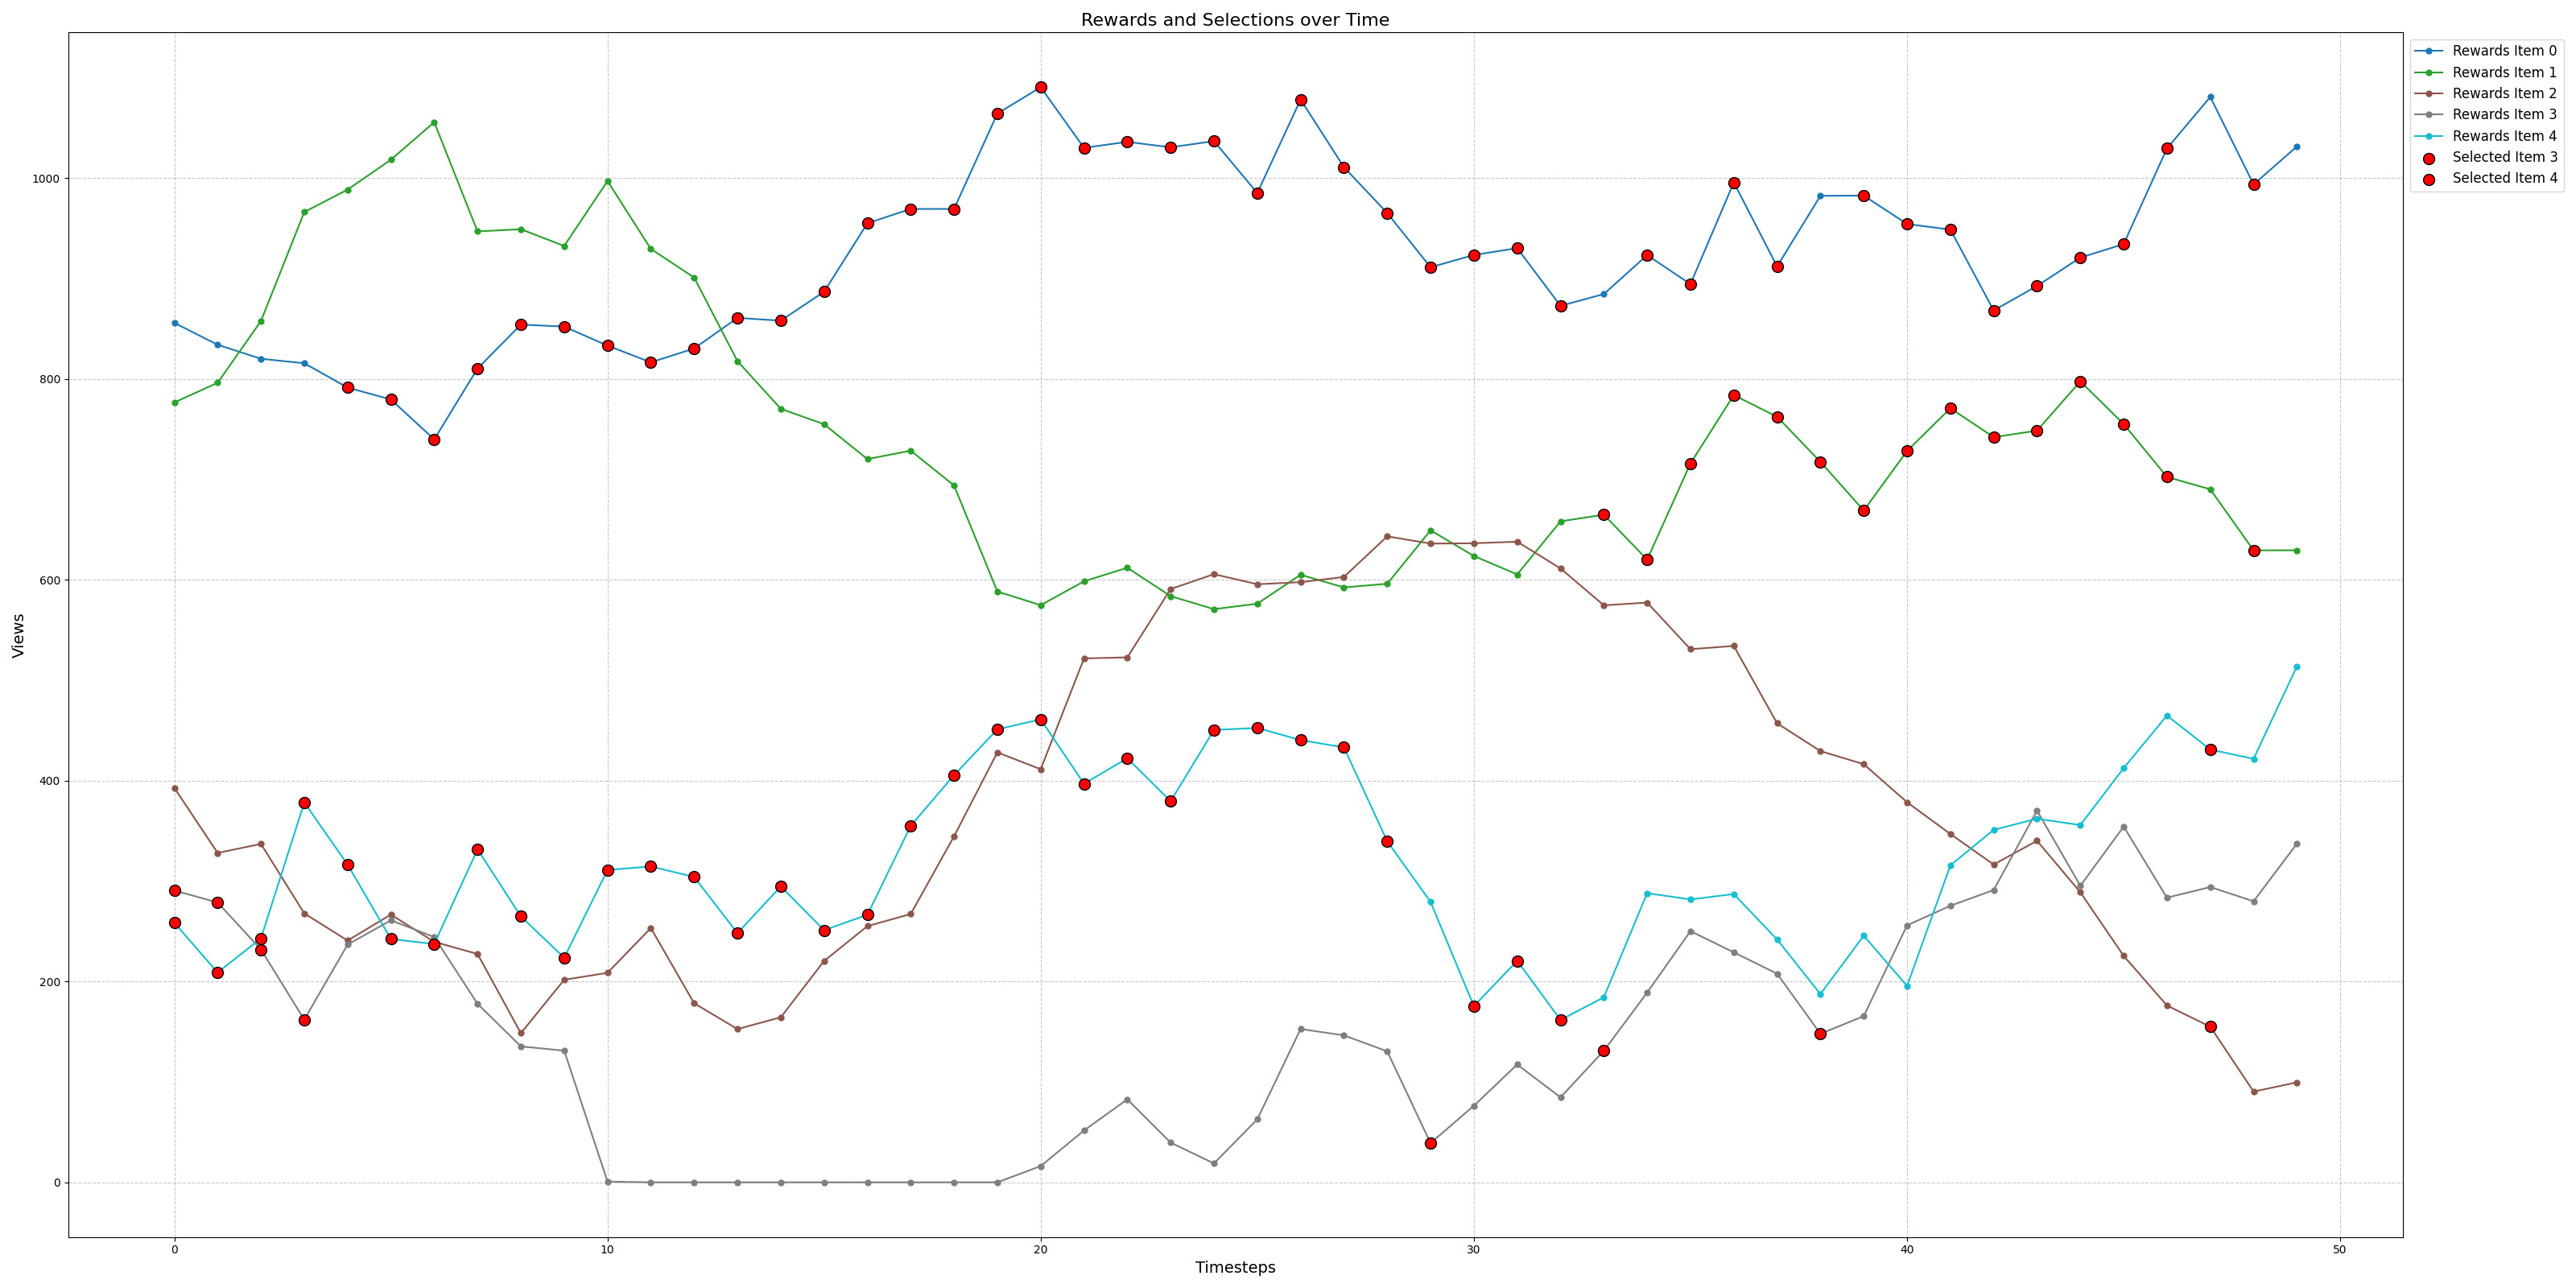 Rewards and Selections over Time
Rewards Item 0
Rewards Item 1
Rewards Item 2
Rewards Item 3
Rewards Item 4
Selected Item 3
Selected Item 4
Views
1000
800
600
400
200
0
0 10 20 30 40 50
Timesteps